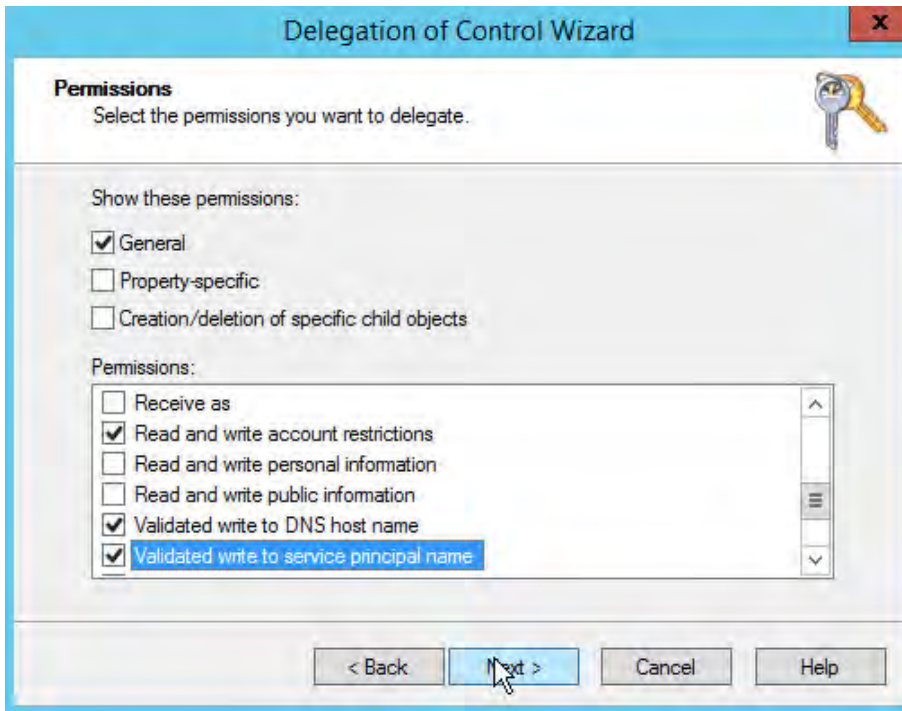 Delegation of Control Wizard
x
Permissions
Select the permissions you want to delegate.
Show these permissions:
General
Property-specific
Creation/deletion of specific child objects
Permissions:
Receive as
Read and write account restrictions
Read and write personal information
Read and write public information
Validated write to DNS host name
Validated write to service principal name
< Back
Next >
Cancel
Help